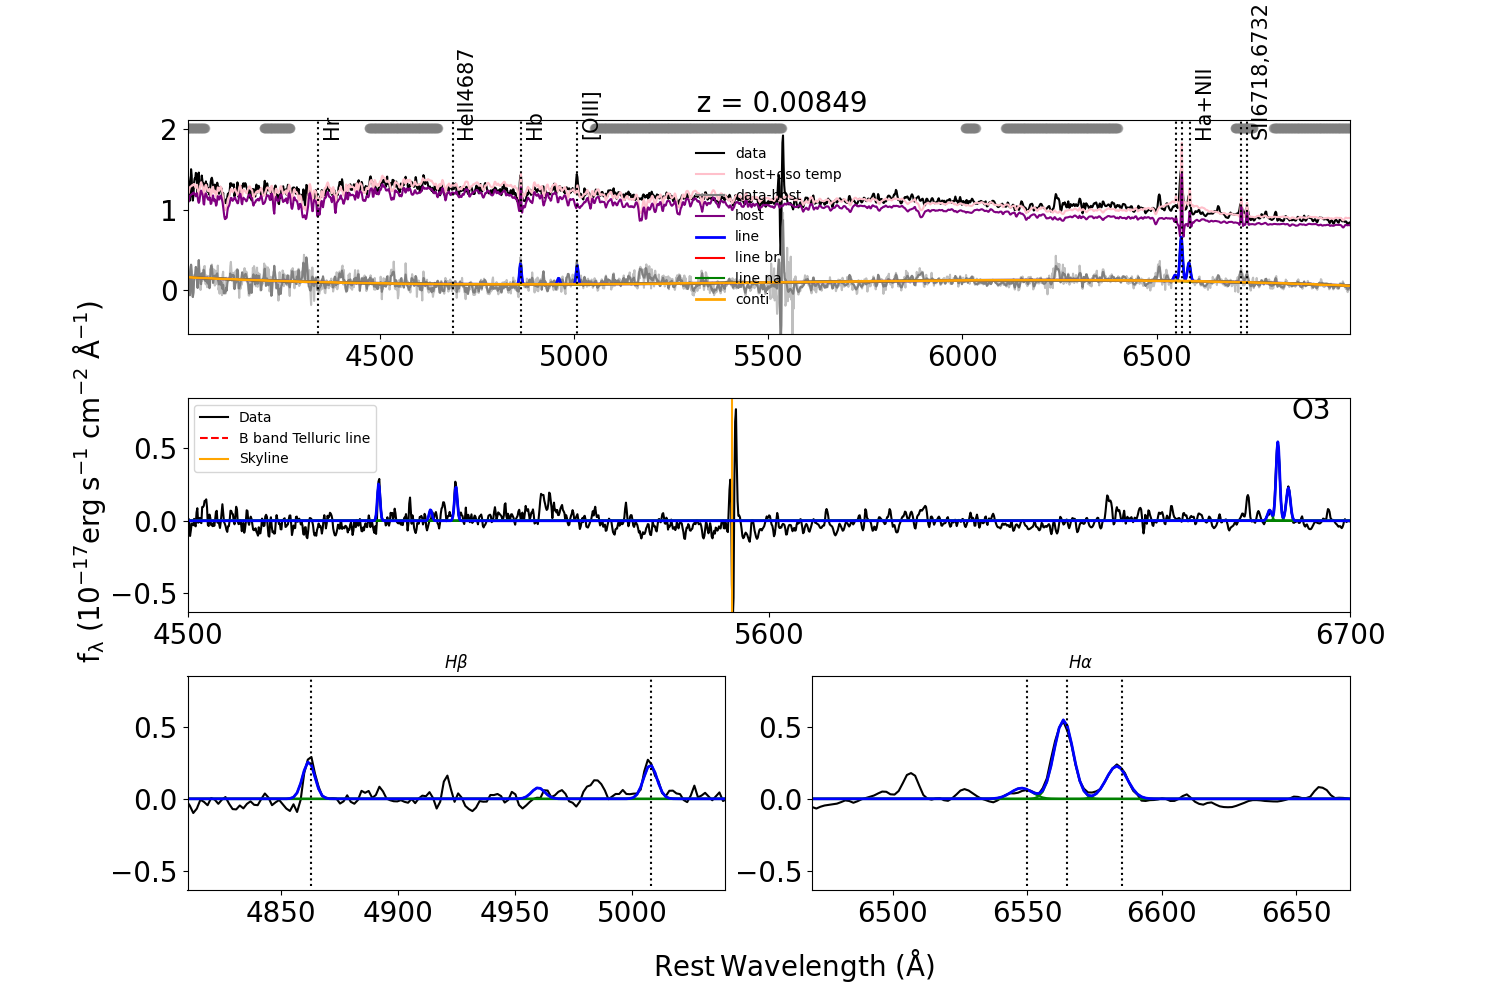 Hr
HeII4687
Hb
[OIII]
Ha+NII
SII6718,6732
z = 0.00849
2
1
0
data
host+qso temp
data-host
host
line
line br
line na
conti
4500
5000
5500
6000
6500
fλ (10−17erg s−1 cm−2 Å−1)
O3
0.5
0.0
−0.5
Data
B band Telluric line
Skyline
4500
5600
6700
Hβ
0.5
0.0
−0.5
4850
4900
4950
5000
Hα
0.5
0.0
−0.5
6500
6550
6600
6650
Rest Wavelength (Å)